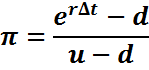 π = (e^{rΔt} − d) / (u − d)